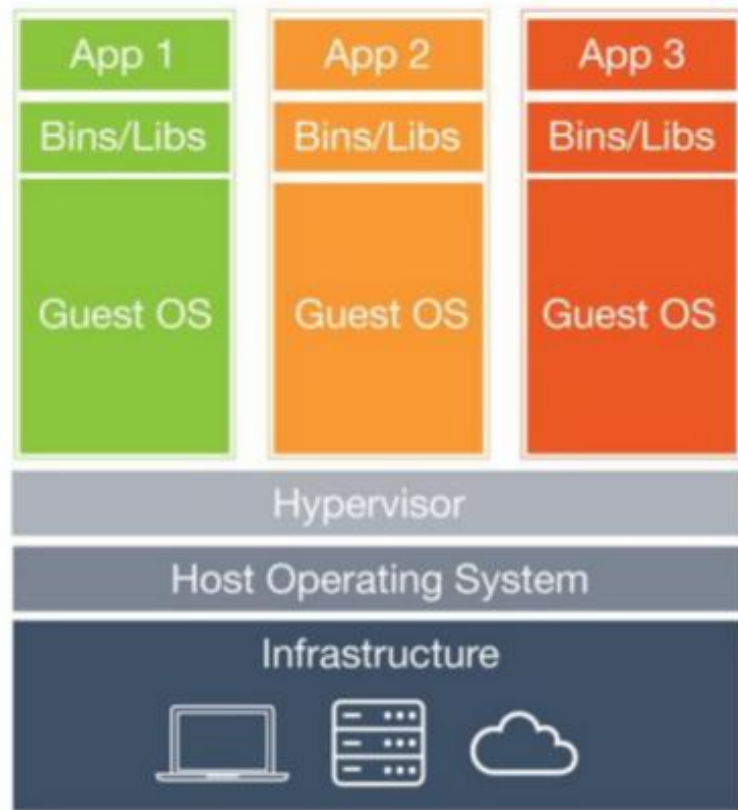 App 1
App 2
App 3
Bins/Libs
Bins/Libs
Bins/Libs
Guest OS
Guest OS
Guest OS
Hypervisor
Host Operating System
Infrastructure